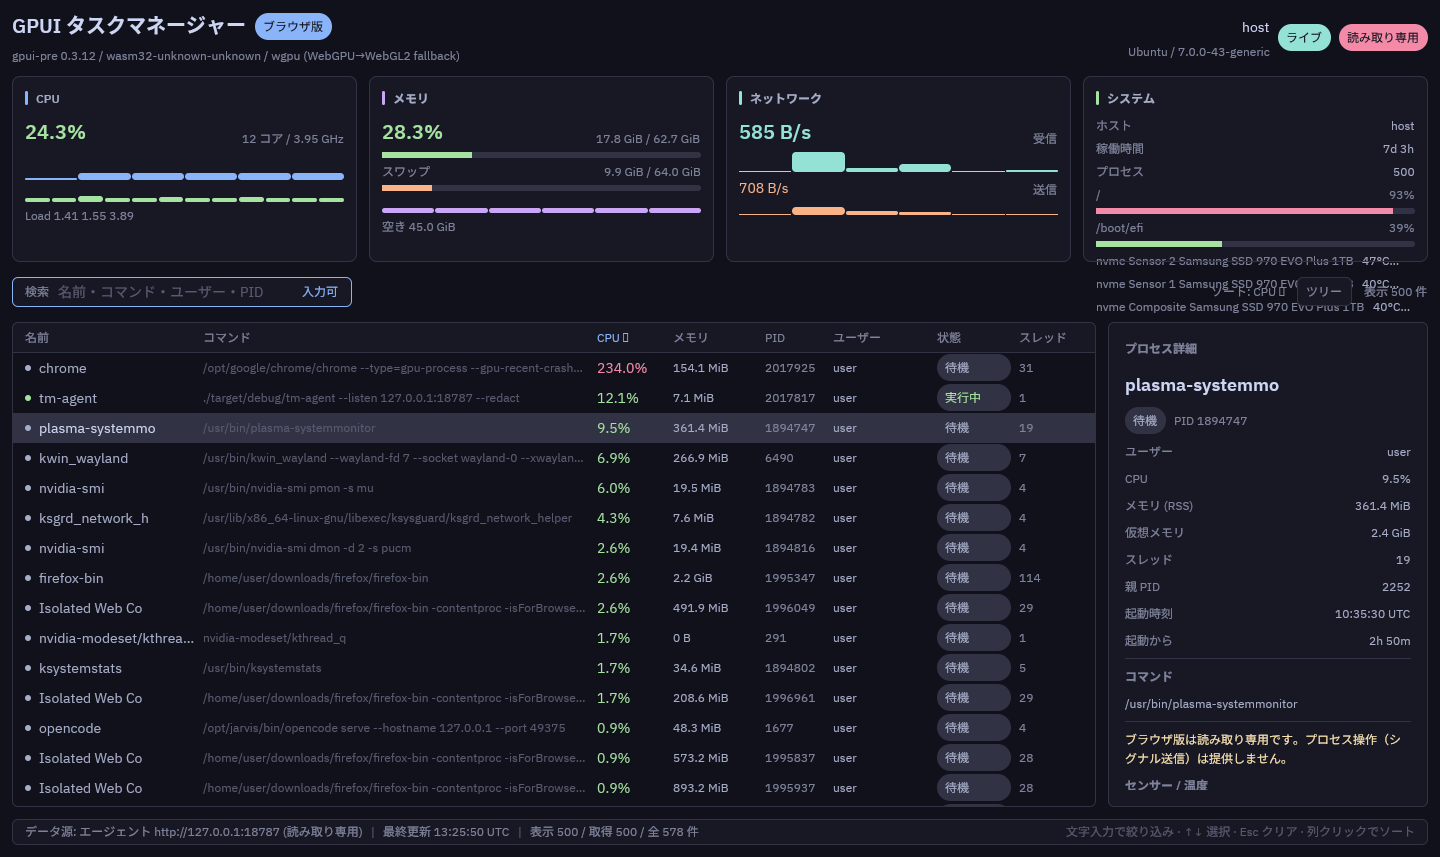 GPUI タスクマネージャー ブラウザ版
gpui-pre 0.3.12 / wasm32-unknown-unknown / wgpu (WebGPU→WebGL2 fallback)
host
Ubuntu / 7.0.0-43-generic
ライブ 読み取り専用
CPU
24.3% 12 コア / 3.95 GHz
Load 1.41 1.55 3.89
メモリ
28.3% 17.8 GiB / 62.7 GiB
スワップ 9.9 GiB / 64.0 GiB
空き 45.0 GiB
ネットワーク
585 B/s 受信
708 B/s 送信
システム
ホスト host
稼働時間 7d 3h
プロセス 500
/ 93%
/boot/efi 39%
nvme Sensor 2 Samsung SSD 970 EVO Plus 1TB 47°C...
nvme Sensor 1 Samsung SSD 970 EVO Plus 1TB 40°C...
nvme Composite Samsung SSD 970 EVO Plus 1TB 40°C...
検索 名前・コマンド・ユーザー・PID 入力可
ソート: CPU ツリー 表示 500 件
名前 コマンド CPU メモリ PID ユーザー 状態 スレッド
chrome /opt/google/chrome/chrome --type=gpu-process --gpu-recent-crash... 234.0% 154.1 MiB 2017925 user 待機 31
tm-agent ./target/debug/tm-agent --listen 127.0.0.1:18787 --redact 12.1% 7.1 MiB 2017817 user 実行中 1
plasma-systemmo /usr/bin/plasma-systemmonitor 9.5% 361.4 MiB 1894747 user 待機 19
kwin_wayland /usr/bin/kwin_wayland --wayland-fd 7 --socket wayland-0 --xwaylan... 6.9% 266.9 MiB 6490 user 待機 7
nvidia-smi /usr/bin/nvidia-smi pmon -s mu 6.0% 19.5 MiB 1894783 user 待機 4
ksgrd_network_h /usr/lib/x86_64-linux-gnu/libexec/ksysguard/ksgrd_network_helper 4.3% 7.6 MiB 1894782 user 待機 4
nvidia-smi /usr/bin/nvidia-smi dmon -d 2 -s pucm 2.6% 19.4 MiB 1894816 user 待機 4
firefox-bin /home/user/downloads/firefox/firefox-bin 2.6% 2.2 GiB 1995347 user 待機 114
Isolated Web Co /home/user/downloads/firefox/firefox-bin -contentproc -isForBrowse... 2.6% 491.9 MiB 1996049 user 待機 29
nvidia-modeset/kthrea... nvidia-modeset/kthread_q 1.7% 0 B 291 user 待機 1
ksystemstats /usr/bin/ksystemstats 1.7% 34.6 MiB 1894802 user 待機 5
Isolated Web Co /home/user/downloads/firefox/firefox-bin -contentproc -isForBrowse... 1.7% 208.6 MiB 1996961 user 待機 29
opencode /opt/jarvis/bin/opencode serve --hostname 127.0.0.1 --port 49375 0.9% 48.3 MiB 1677 user 待機 4
Isolated Web Co /home/user/downloads/firefox/firefox-bin -contentproc -isForBrowse... 0.9% 573.2 MiB 1995837 user 待機 28
Isolated Web Co /home/user/downloads/firefox/firefox-bin -contentproc -isForBrowse... 0.9% 893.2 MiB 1995937 user 待機 28
プロセス詳細
plasma-systemmo
待機 PID 1894747
ユーザー user
CPU 9.5%
メモリ (RSS) 361.4 MiB
仮想メモリ 2.4 GiB
スレッド 19
親 PID 2252
起動時刻 10:35:30 UTC
起動から 2h 50m
コマンド
/usr/bin/plasma-systemmonitor
ブラウザ版は読み取り専用です。プロセス操作（シ
グナル送信）は提供しません。
センサー / 温度
データ源: エージェント http://127.0.0.1:18787 (読み取り専用) | 最終更新 13:25:50 UTC | 表示 500 / 取得 500 / 全 578 件
文字入力で絞り込み · ↑↓ 選択 · Esc クリア · 列クリックでソート